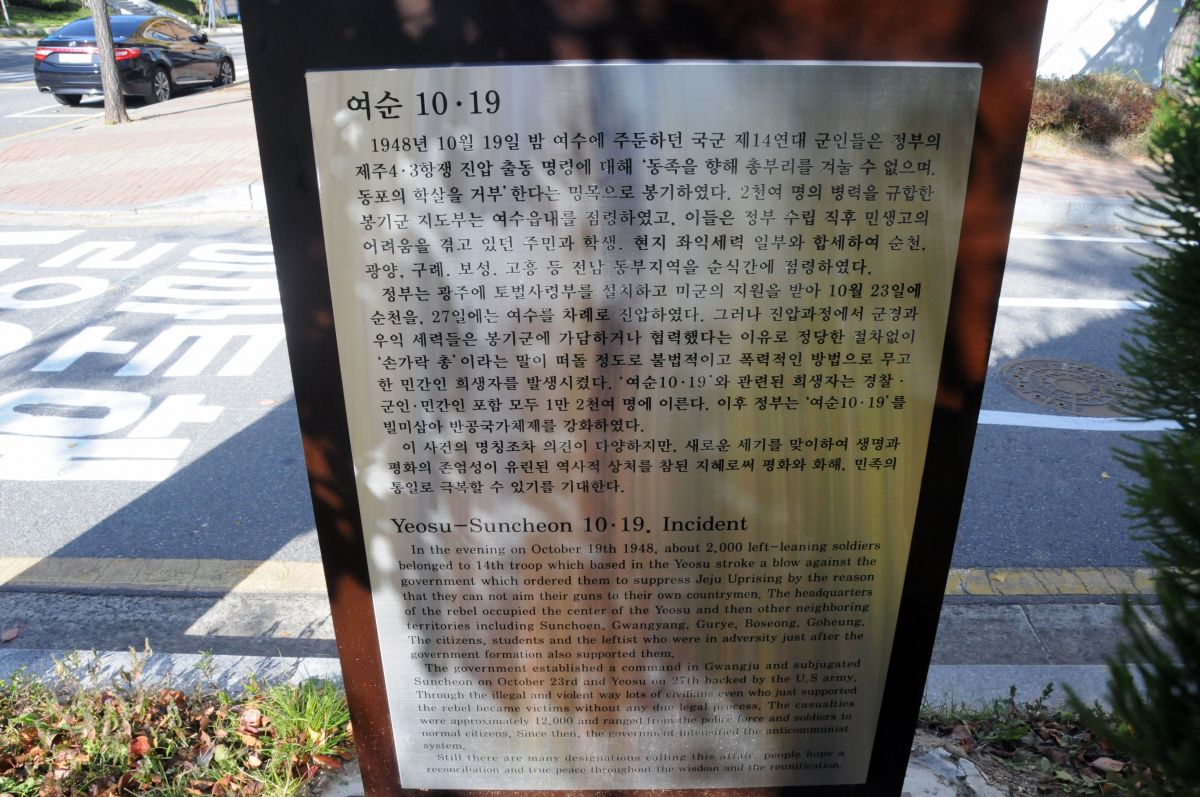 여순 10·19
1948년 10월 19일 밤 여수에 주둔하던 국군 제14연대 군인들은 정부의
제주4·3항쟁 진압 출동 명령에 대해 '동족을 향해 총부리를 겨눌 수 없으며,
동포의 학살을 거부'한다는 명목으로 봉기하였다. 2천여 명의 병력을 규합한
봉기군 지도부는 여수읍내를 점령하였고, 이들은 정부 수립 직후 민생고의
어려움을 겪고 있던 주민과 학생, 현지 좌익세력 일부와 합세하여 순천,
광양, 구례, 보성, 고흥 등 전남 동부지역을 순식간에 점령하였다.
정부는 광주에 토벌사령부를 설치하고 미군의 지원을 받아 10월 23일에
순천을, 27일에는 여수를 차례로 진압하였다. 그러나 진압과정에서 군경과
우익 세력들은 봉기군에 가담하거나 협력했다는 이유로 정당한 절차없이
'손가락 총'이라는 말이 떠돌 정도로 불법적이고 폭력적인 방법으로 무고
한 민간인 희생자를 발생시켰다. '여순10·19'와 관련된 희생자는 경찰·
군인·민간인 포함 모두 1만 2천여 명에 이른다. 이후 정부는 '여순10·19'를
빌미삼아 반공국가체제를 강화하였다.
이 사건의 명칭조차 의견이 다양하지만, 새로운 세기를 맞이하여 생명과
평화의 존엄성이 유린된 역사적 상처를 참된 지혜로써 평화와 화해, 민족의
통일로 극복할 수 있기를 기대한다.
Yeosu-Suncheon 10·19. Incident
In the evening on October 19th 1948, about 2,000 left-leaning soldiers
belonged to 14th troop which based in the Yeosu stroke a blow against the
government which ordered them to suppress Jeju Uprising by the reason
that they can not aim their guns to their own countrymen. The headquarters
of the rebel occupied the center of the Yeosu and then other neighboring
territories including Sunchoen, Gwangyang, Gurye, Boseong, Goheung.
The citizens, students and the leftist who were in adversity just after the
government formation also supported them.
The government established a command in Gwangju and subjugated
Suncheon on October 23rd and Yeosu on 27th backed by the U.S army.
Through the illegal and violent way lots of civilians even who just supported
the rebel became victims without any due legal process. The casualties
were approximately 12,000 and ranged from the police force and soldiers to
normal citizens. Since then, the government intensified the anticommunist
system.
Still there are many designations calling this affair, people hope a
reconciliation and true peace throughout the wisdom and the reunification.